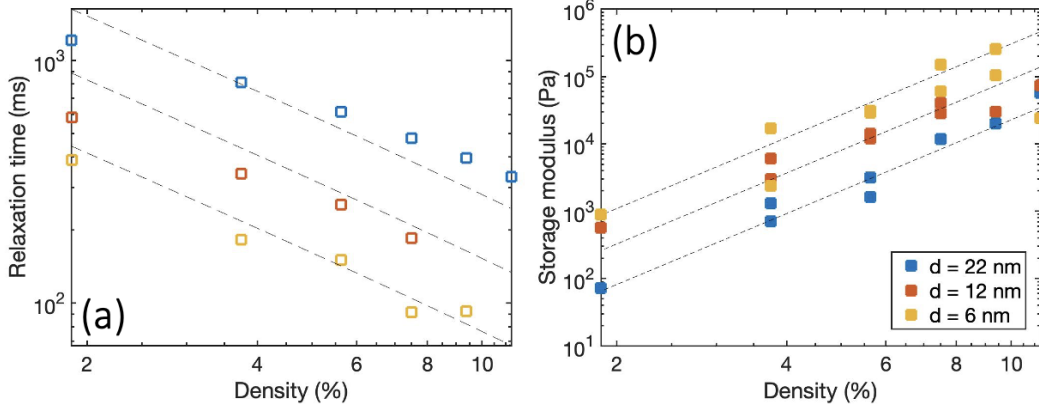 (a)
10³
10²
Relaxation time (ms)
2
4
6
8
10
Density (%)
(b)
10⁶
10⁵
10⁴
10³
10²
10¹
Storage modulus (Pa)
2
4
6
8
10
Density (%)
d = 22 nm
d = 12 nm
d = 6 nm